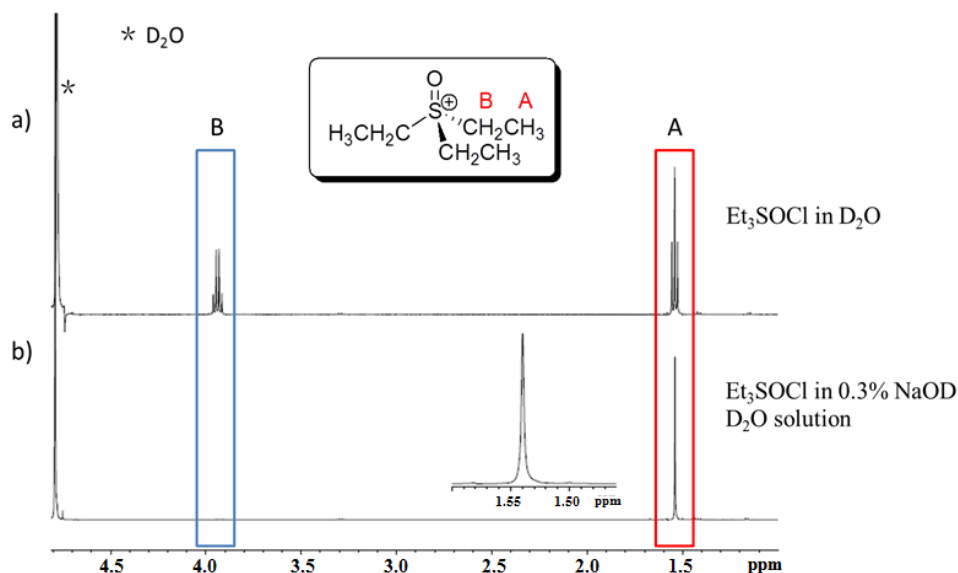 * D₂O
*
a)
B
A
O
S
⊕
B A
H₃CH₂C
CH₂CH₃
CH₂CH₃
Et₃SOCl in D₂O
b)
Et₃SOCl in 0.3% NaOD
D₂O solution
1.55 1.50 ppm
4.5 4.0 3.5 3.0 2.5 2.0 1.5 ppm